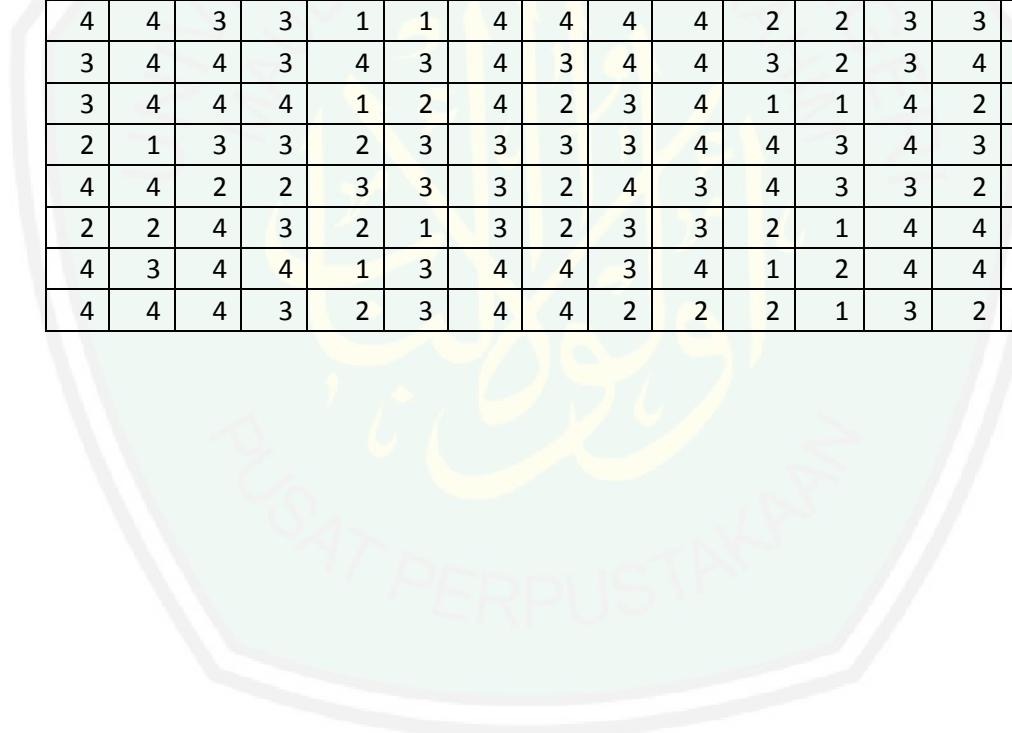 4 4 3 3 1 1 4 4 4 4 2 2 3 3
3 4 4 3 4 3 4 3 4 4 3 2 3 4
3 4 4 4 1 2 4 2 3 4 1 1 4 2
2 1 3 3 2 3 3 3 3 4 4 3 4 3
4 4 2 2 3 3 3 2 4 3 4 3 3 2
2 2 4 3 2 1 3 2 3 3 2 1 4 4
4 3 4 4 1 3 4 4 3 4 1 2 4 4
4 4 4 3 2 3 4 4 2 2 2 1 3 2
PUSAT PERPUSTAKAAN